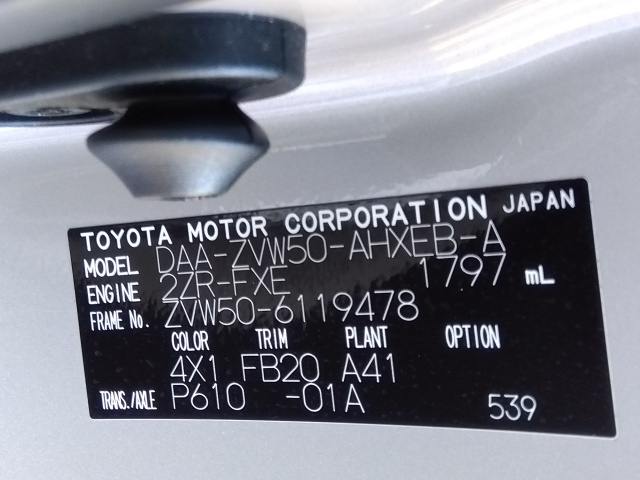 TOYOTA MOTOR CORPORATION JAPAN
MODEL DAA-ZVW50-AHXEB-A
ENGINE 2ZR-FXE 1797 mL
FRAME No. ZVW50-6119478
COLOR TRIM PLANT OPTION
4X1 FB20 A41
TRANS./AXLE P610 -01A 539